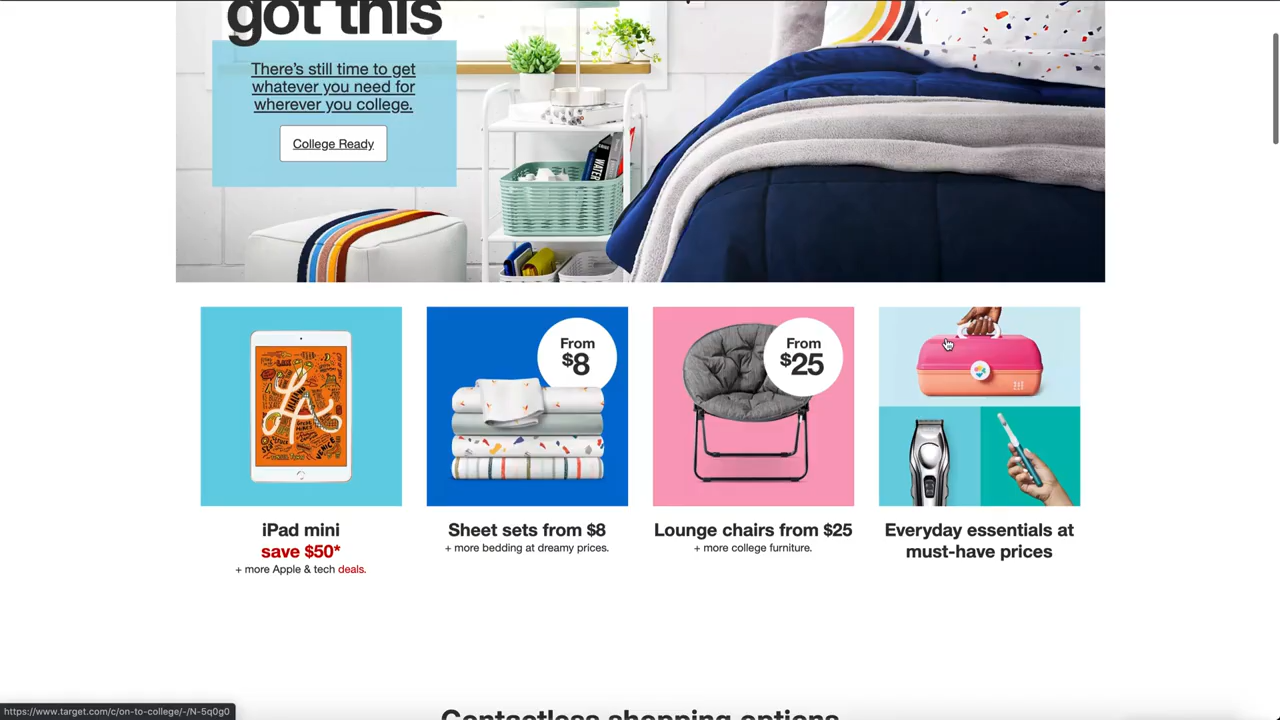 got this
There's still time to get
whatever you need for
wherever you college.
College Ready
From
$8
From
$25
iPad mini
save $50*
+ more Apple & tech deals.
Sheet sets from $8
+ more bedding at dreamy prices.
Lounge chairs from $25
+ more college furniture.
Everyday essentials at
must-have prices
https://www.target.com/c/on-to-college/-/N-5q0g0
Contactless shopping options